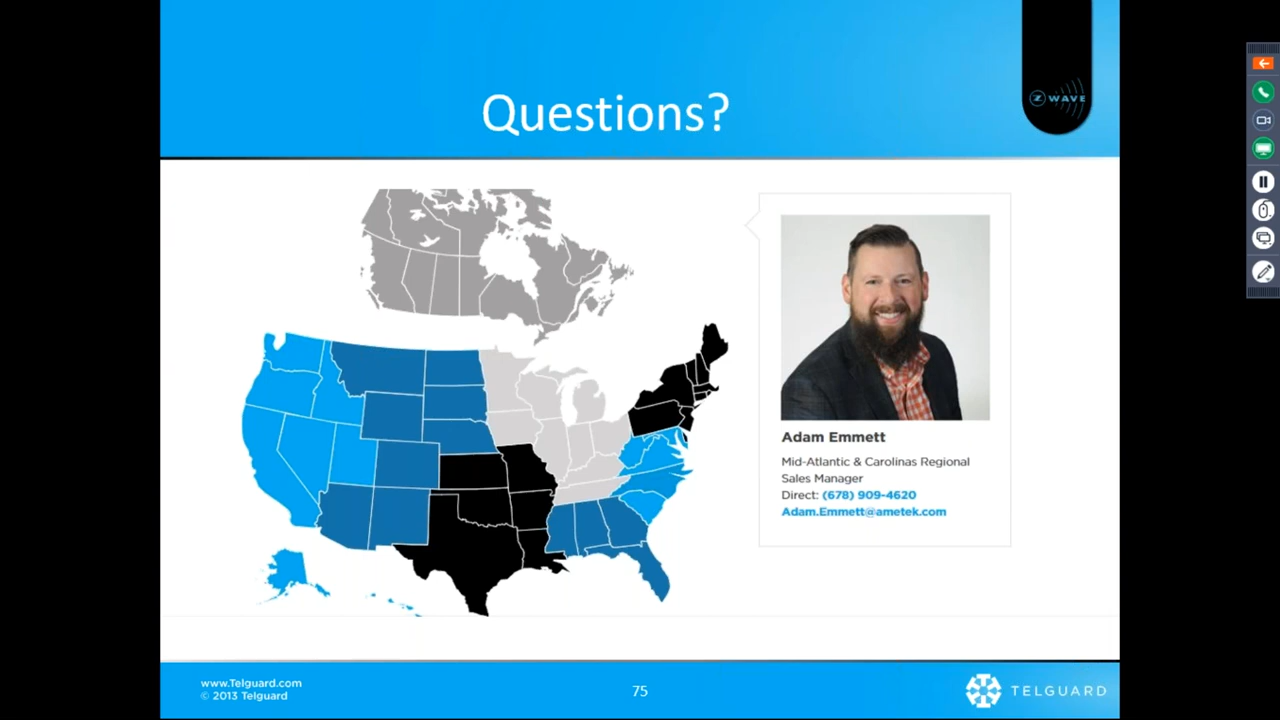 Questions?
Z WAVE
Adam Emmett
Mid-Atlantic & Carolinas Regional
Sales Manager
Direct: (678) 909-4620
Adam.Emmett@ametek.com
www.Telguard.com
© 2013 Telguard
75
TELGUARD